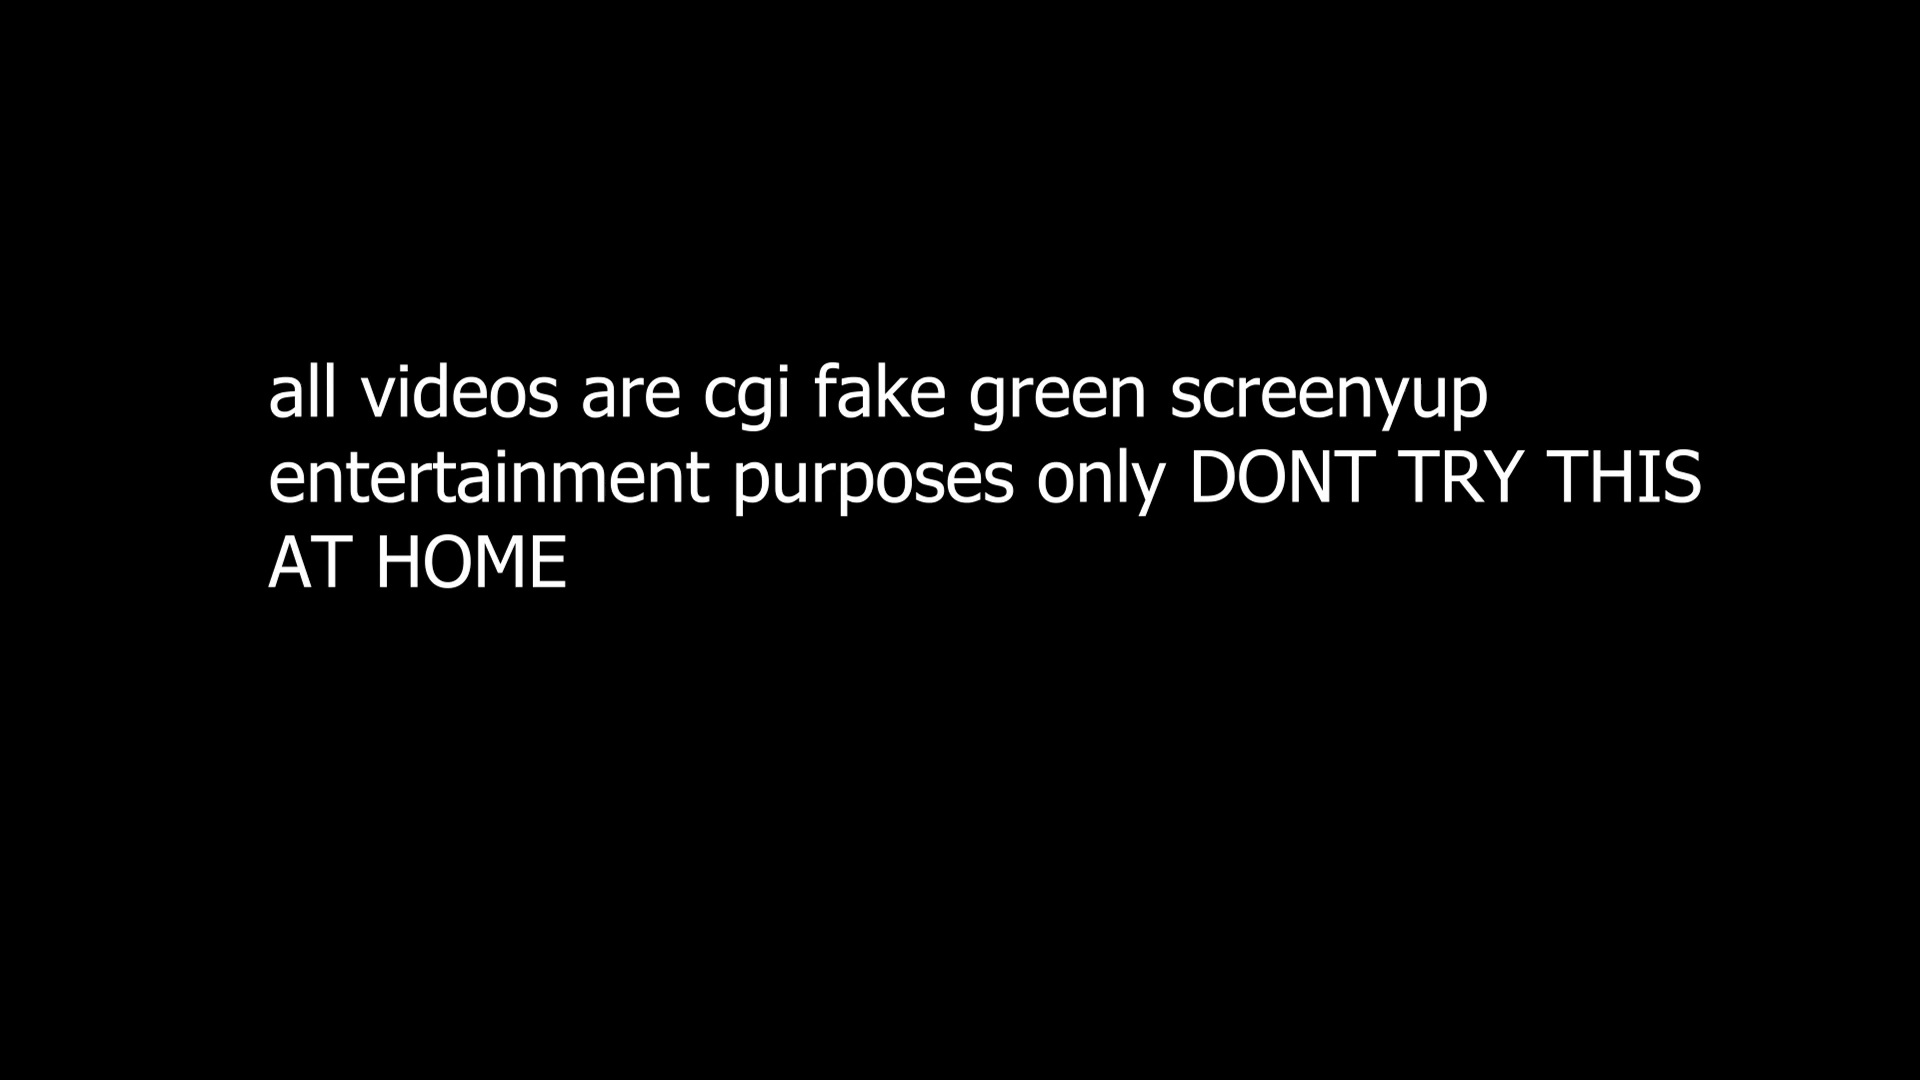 all videos are cgi fake green screenyup
entertainment purposes only DONT TRY THIS
AT HOME